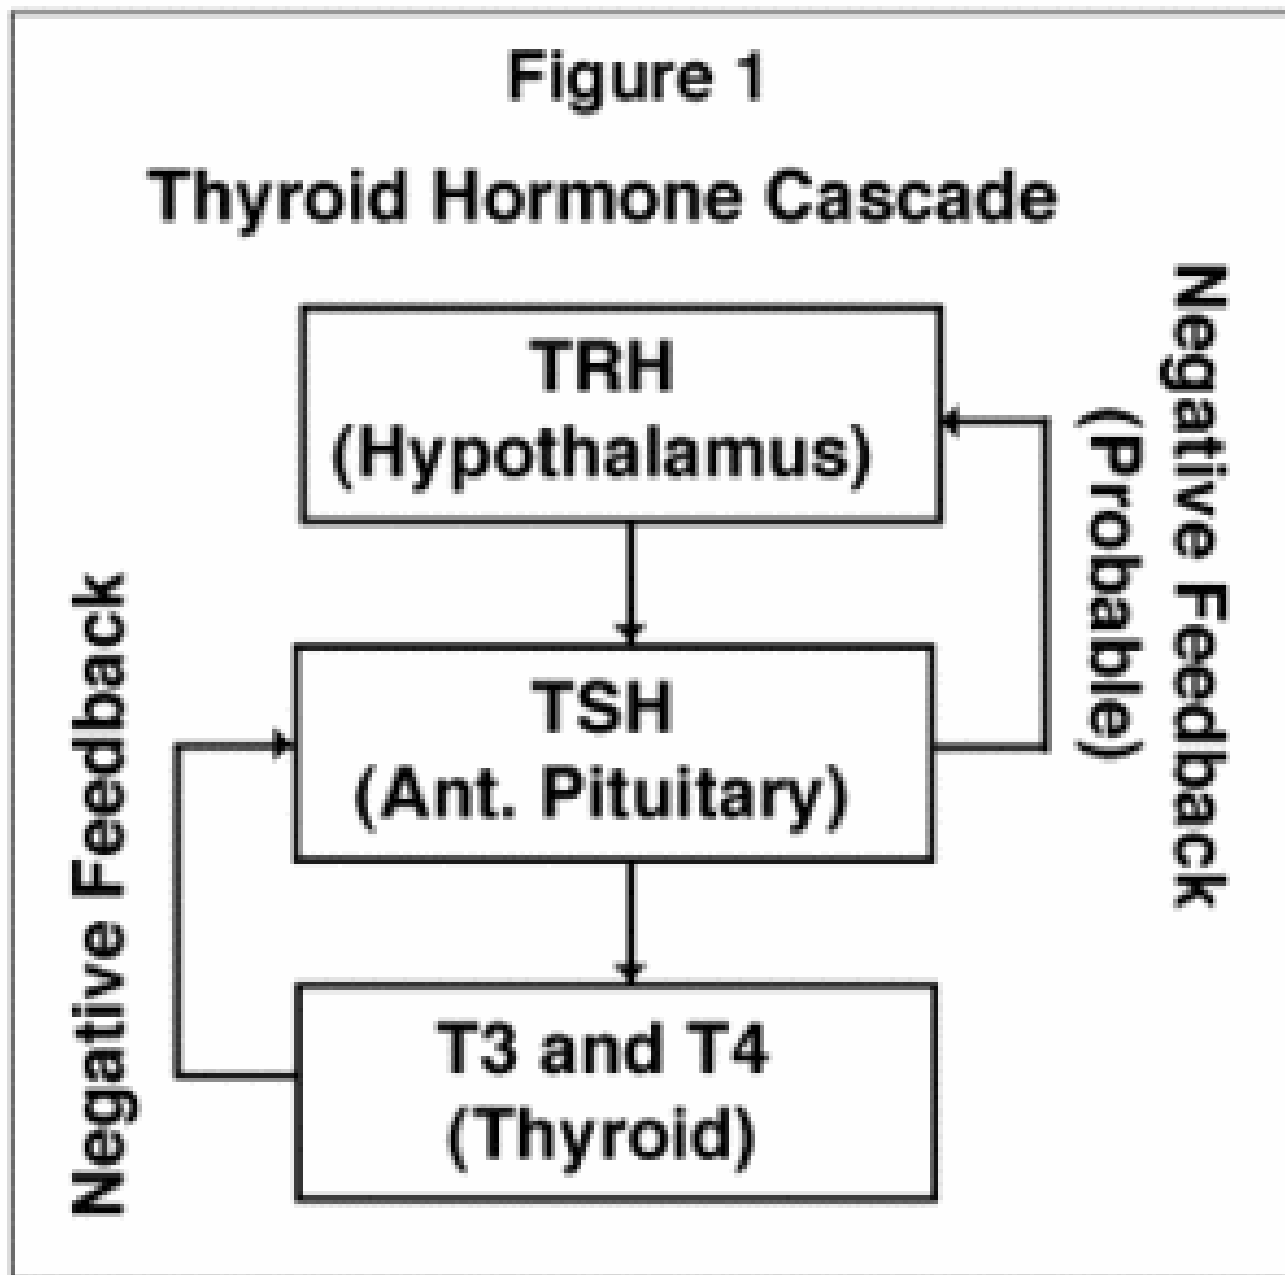 Figure 1
Thyroid Hormone Cascade
TRH
(Hypothalamus)
Negative Feedback
(Probable)
TSH
(Ant. Pituitary)
Negative Feedback
T3 and T4
(Thyroid)